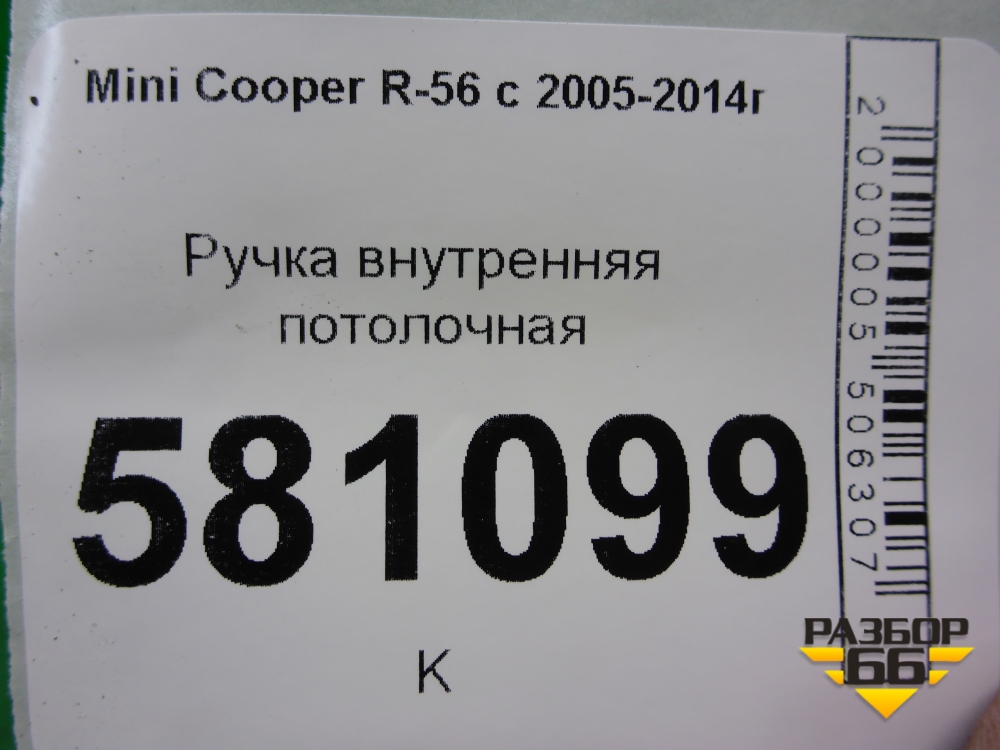 Mini Cooper R-56 с 2005-2014г
Ручка внутренняя
потолочная
581099
К
2000005506307
РАЗБОР
66